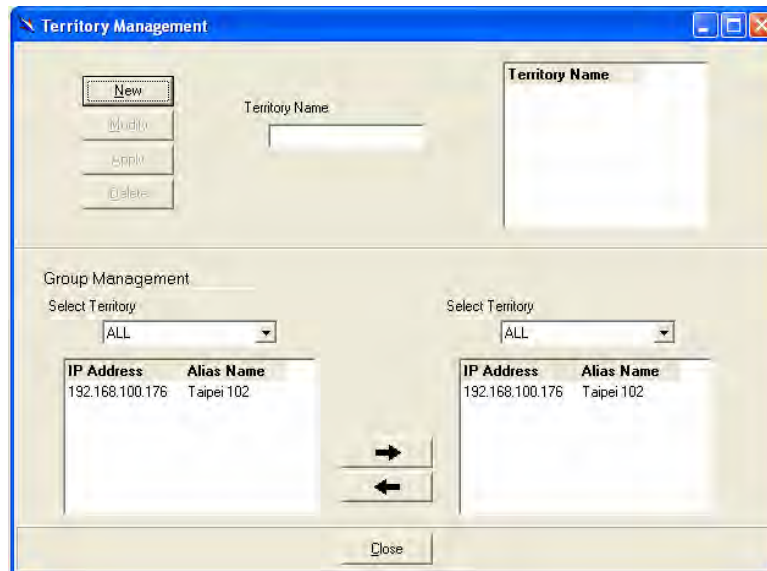 Territory Management
New
Modify
Apply
Delete
Territory Name
Territory Name
Group Management
Select Territory
ALL
IP Address Alias Name
192.168.100.176 Taipei 102
Select Territory
ALL
IP Address Alias Name
192.168.100.176 Taipei 102
Close